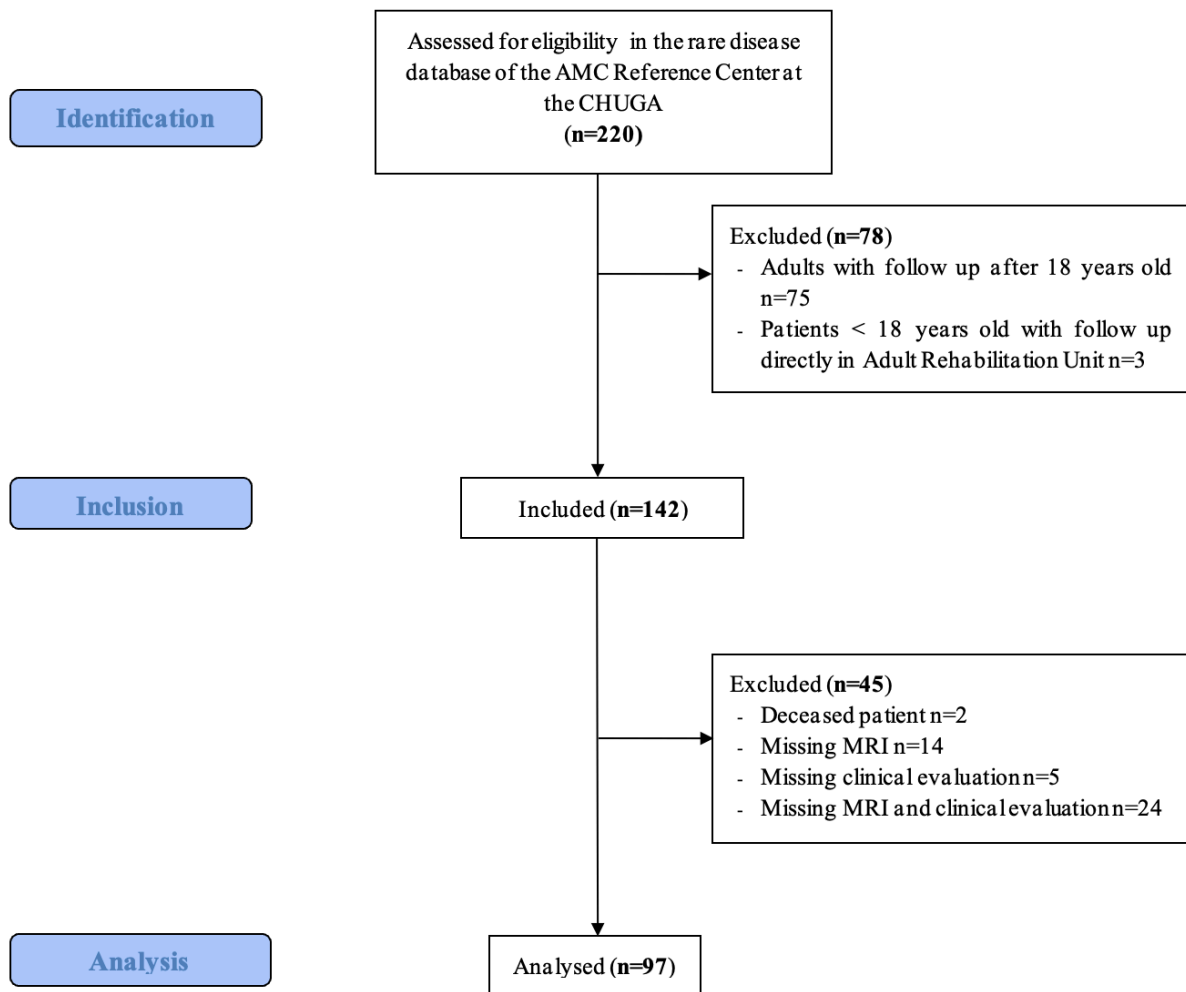 Assessed for eligibility in the rare disease
database of the AMC Reference Center at
the CHUGA
(n=220)
Identification
Excluded (n=78)
- Adults with follow up after 18 years old
n=75
- Patients < 18 years old with follow up
directly in Adult Rehabilitation Unit n=3
Inclusion
Included (n=142)
Excluded (n=45)
- Deceased patient n=2
- Missing MRI n=14
- Missing clinical evaluation n=5
- Missing MRI and clinical evaluation n=24
Analysis
Analysed (n=97)